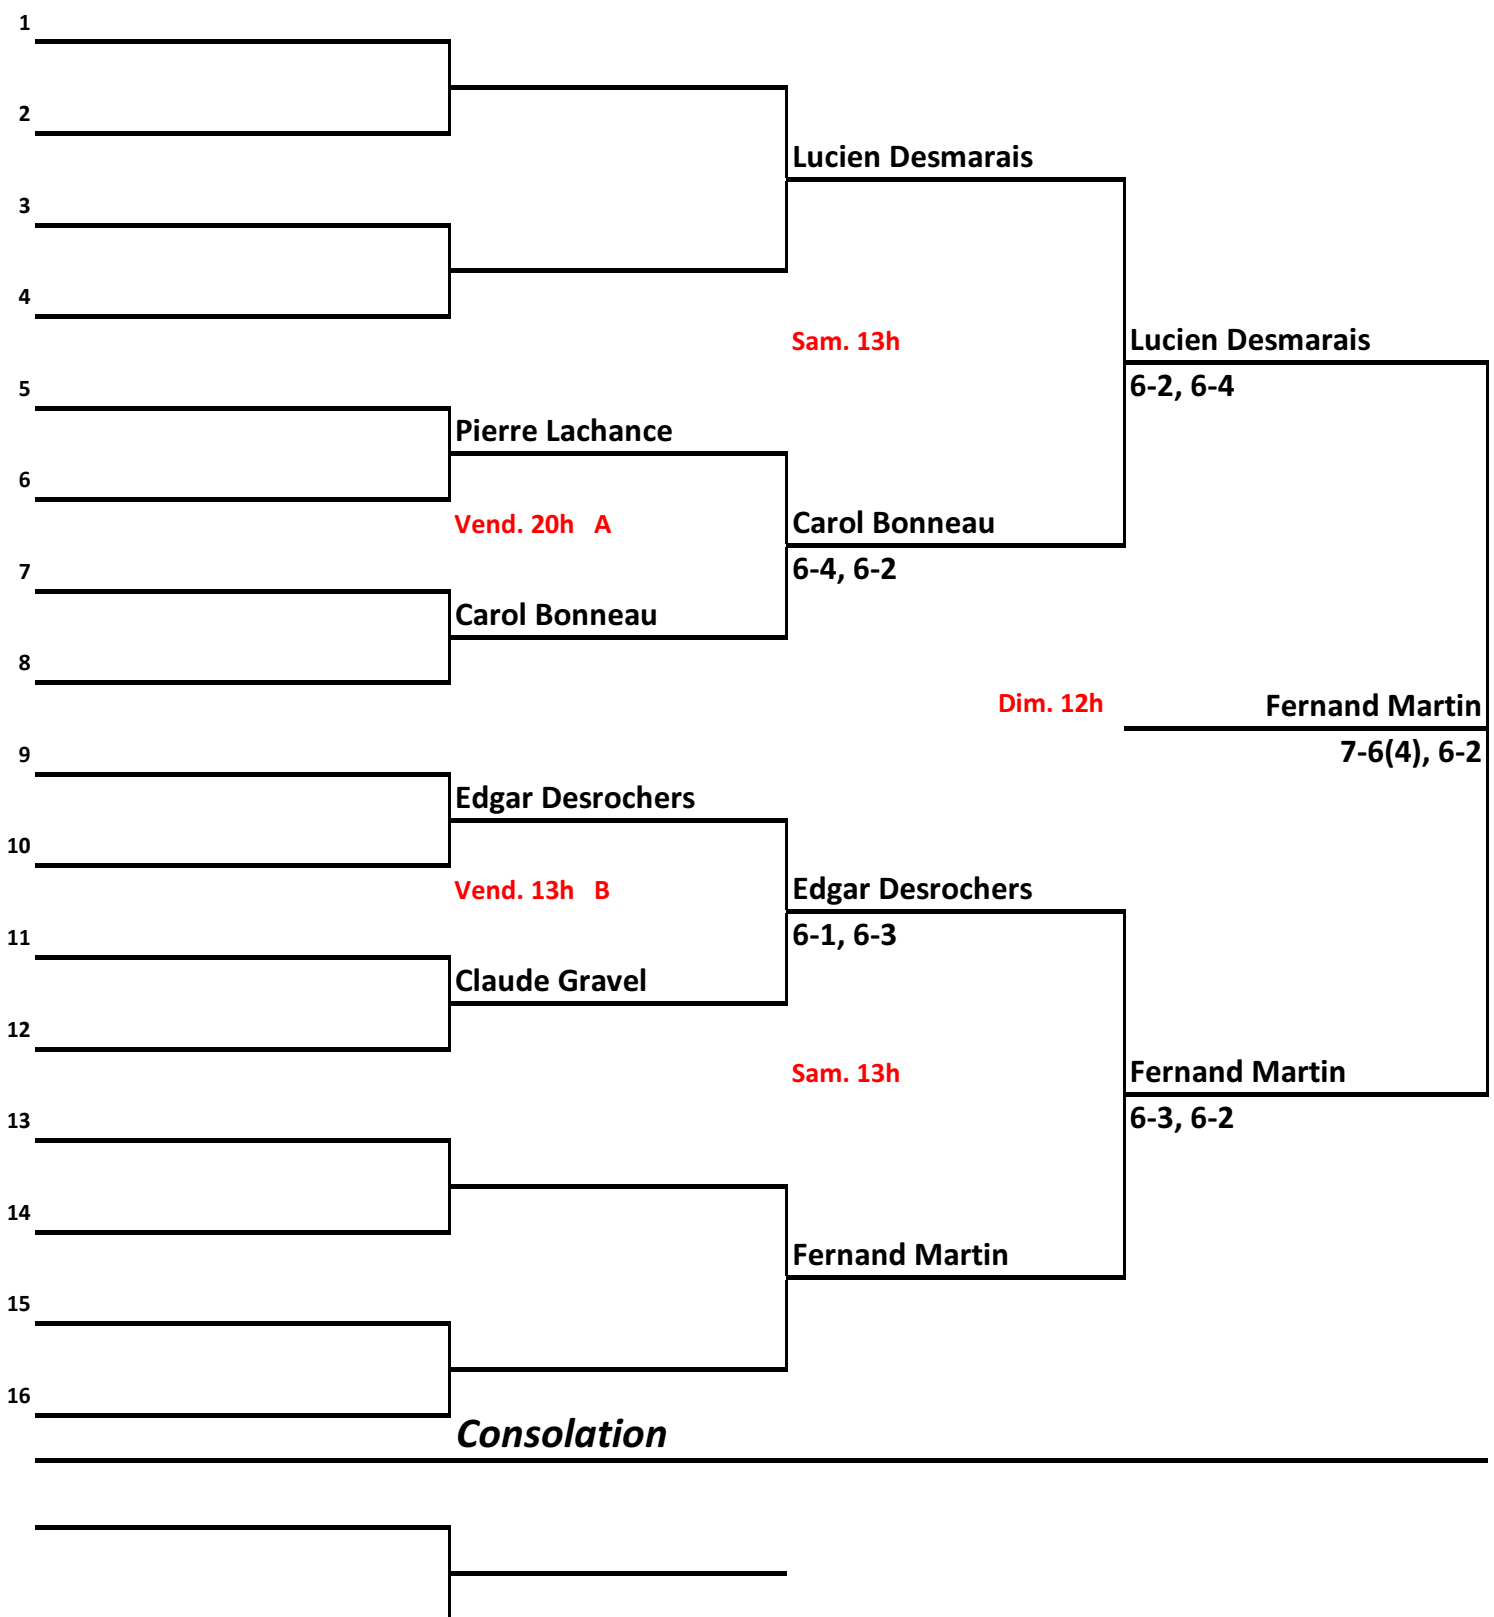 1
2
Lucien Desmarais
3
4
Sam. 13h
Lucien Desmarais
6-2, 6-4
5
Pierre Lachance
6
Vend. 20h A
Carol Bonneau
6-4, 6-2
7
Carol Bonneau
8
Dim. 12h
Fernand Martin
7-6(4), 6-2
9
Edgar Desrochers
10
Vend. 13h B
Edgar Desrochers
6-1, 6-3
11
Claude Gravel
12
Sam. 13h
Fernand Martin
6-3, 6-2
13
14
Fernand Martin
15
16
Consolation